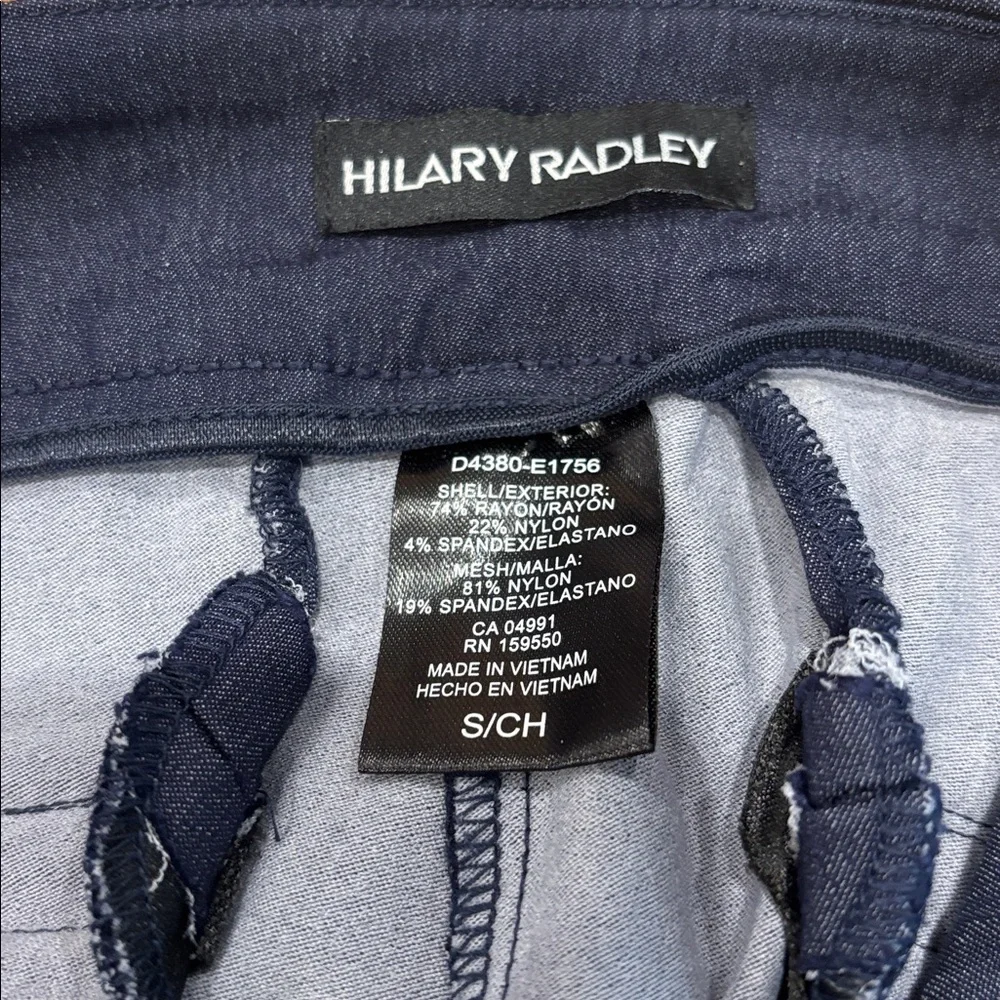 HILARY RADLEY
D4380-E1756
SHELL/EXTERIOR:
74% RAYON/RAYÓN
22% NYLON
4% SPANDEX/ELASTANO
MESH/MALLA:
81% NYLON
19% SPANDEX/ELASTANO
CA 04991
RN 159550
MADE IN VIETNAM
HECHO EN VIETNAM
S/CH